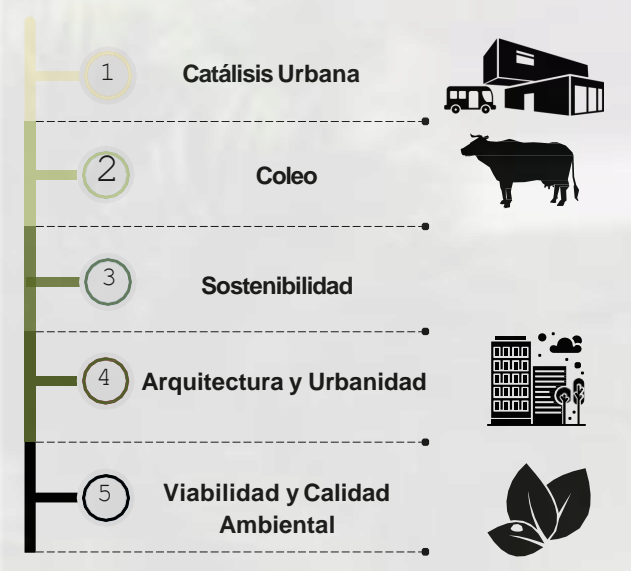 1
Catálisis Urbana
2
Coleo
3
Sostenibilidad
4
Arquitectura y Urbanidad
5
Viabilidad y Calidad
Ambiental